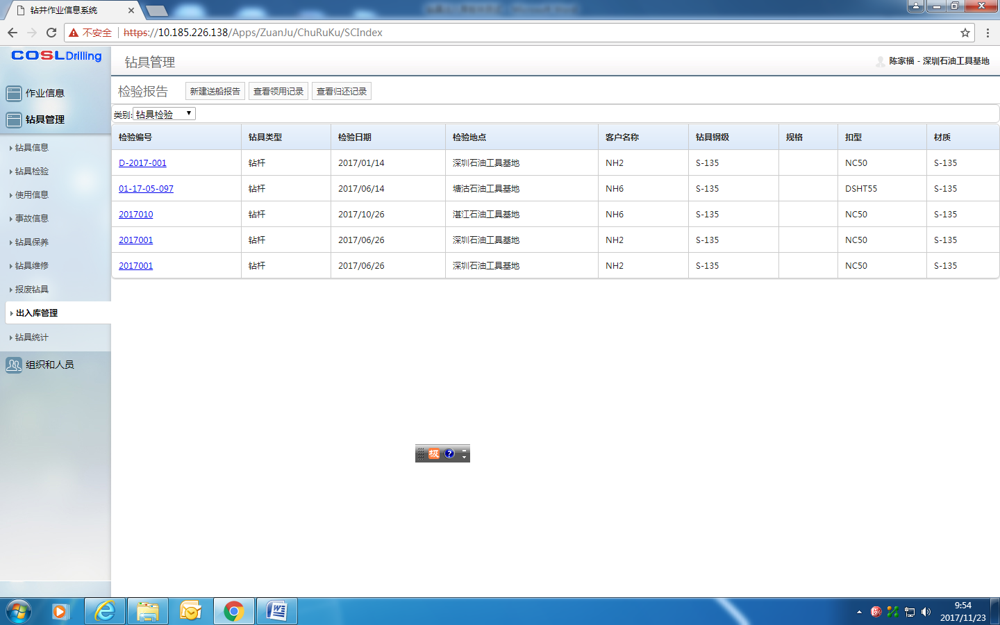 钻井作业信息系统
不安全 https://10.185.226.138/Apps/ZuanJu/ChuRuKu/SCIndex
COSL Drilling
钻具管理
陈家福 - 深圳石油工具基地
作业信息
钻具管理
钻具信息
钻具检验
使用信息
事故信息
钻具保养
钻具维修
报废钻具
出入库管理
钻具统计
组织和人员
检验报告 新建送船报告 查看领用记录 查看归还记录
类别: 钻具检验
检验编号 钻具类型 检验日期 检验地点 客户名称 钻具钢级 规格 扣型 材质
D-2017-001 钻杆 2017/01/14 深圳石油工具基地 NH2 S-135 NC50 S-135
01-17-05-097 钻杆 2017/06/14 塘沽石油工具基地 NH6 S-135 DSHT55 S-135
2017010 钻杆 2017/10/26 湛江石油工具基地 NH6 S-135 NC50 S-135
2017001 钻杆 2017/06/26 深圳石油工具基地 NH2 S-135 NC50 S-135
2017001 钻杆 2017/06/26 深圳石油工具基地 NH2 S-135 NC50 S-135
极 ?
9:54
2017/11/23